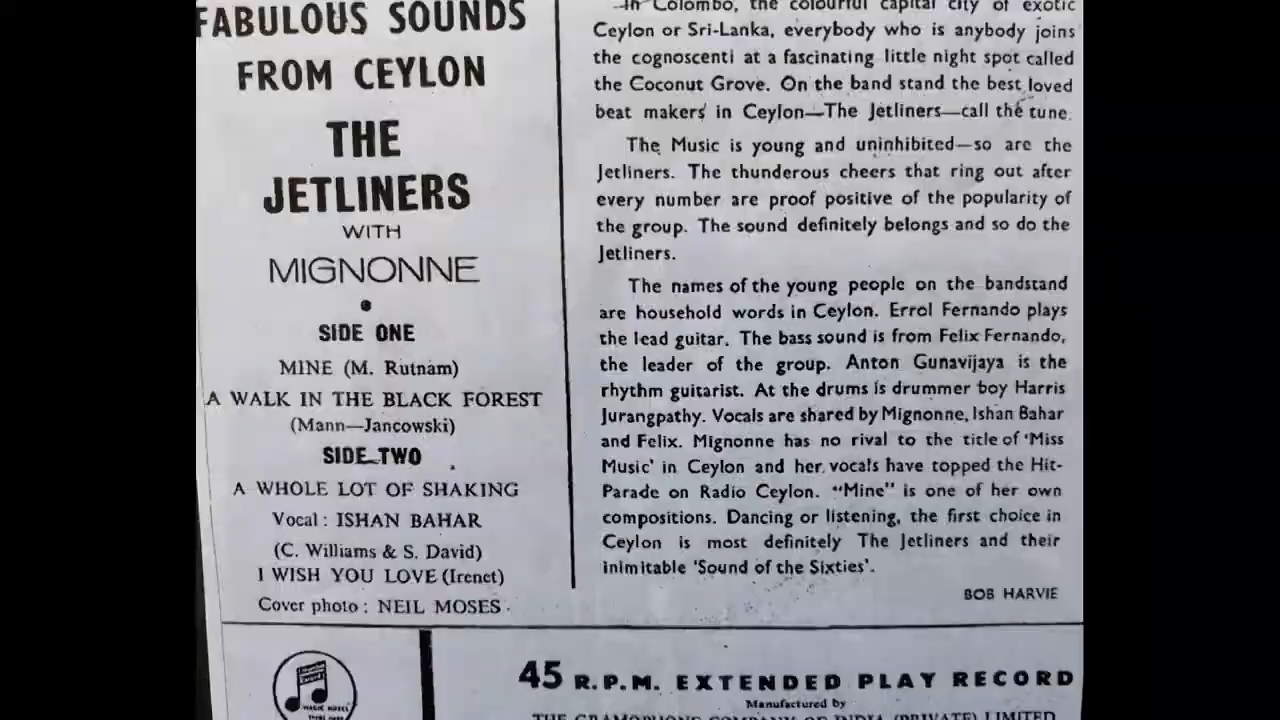 FABULOUS SOUNDS
FROM CEYLON
THE
JETLINERS
WITH
MIGNONNE
SIDE ONE
MINE (M. Rutnam)
A WALK IN THE BLACK FOREST
(Mann—Jancowski)
SIDE TWO
A WHOLE LOT OF SHAKING
Vocal : ISHAN BAHAR
(C. Williams & S. David)
I WISH YOU LOVE (Irenet)
Cover photo : NEIL MOSES
In Colombo, the colourful capital city of exotic
Ceylon or Sri-Lanka, everybody who is anybody joins
the cognoscenti at a fascinating little night spot called
the Coconut Grove. On the band stand the best loved
beat makers in Ceylon—The Jetliners—call the tune.
The Music is young and uninhibited—so are the
Jetliners. The thunderous cheers that ring out after
every number are proof positive of the popularity of
the group. The sound definitely belongs and so do the
Jetliners.
The names of the young people on the bandstand
are household words in Ceylon. Errol Fernando plays
the lead guitar. The bass sound is from Felix Fernando,
the leader of the group. Anton Gunavijaya is the
rhythm guitarist. At the drums is drummer boy Harris
Jurangpathy. Vocals are shared by Mignonne, Ishan Bahar
and Felix. Mignonne has no rival to the title of 'Miss
Music' in Ceylon and her vocals have topped the Hit-
Parade on Radio Ceylon. "Mine" is one of her own
compositions. Dancing or listening, the first choice in
Ceylon is most definitely The Jetliners and their
inimitable 'Sound of the Sixties'.
BOB HARVIE
45 R.P.M. EXTENDED PLAY RECORD
Manufactured by
THE GRAMOPHONE COMPANY OF INDIA (PRIVATE) LIMITED